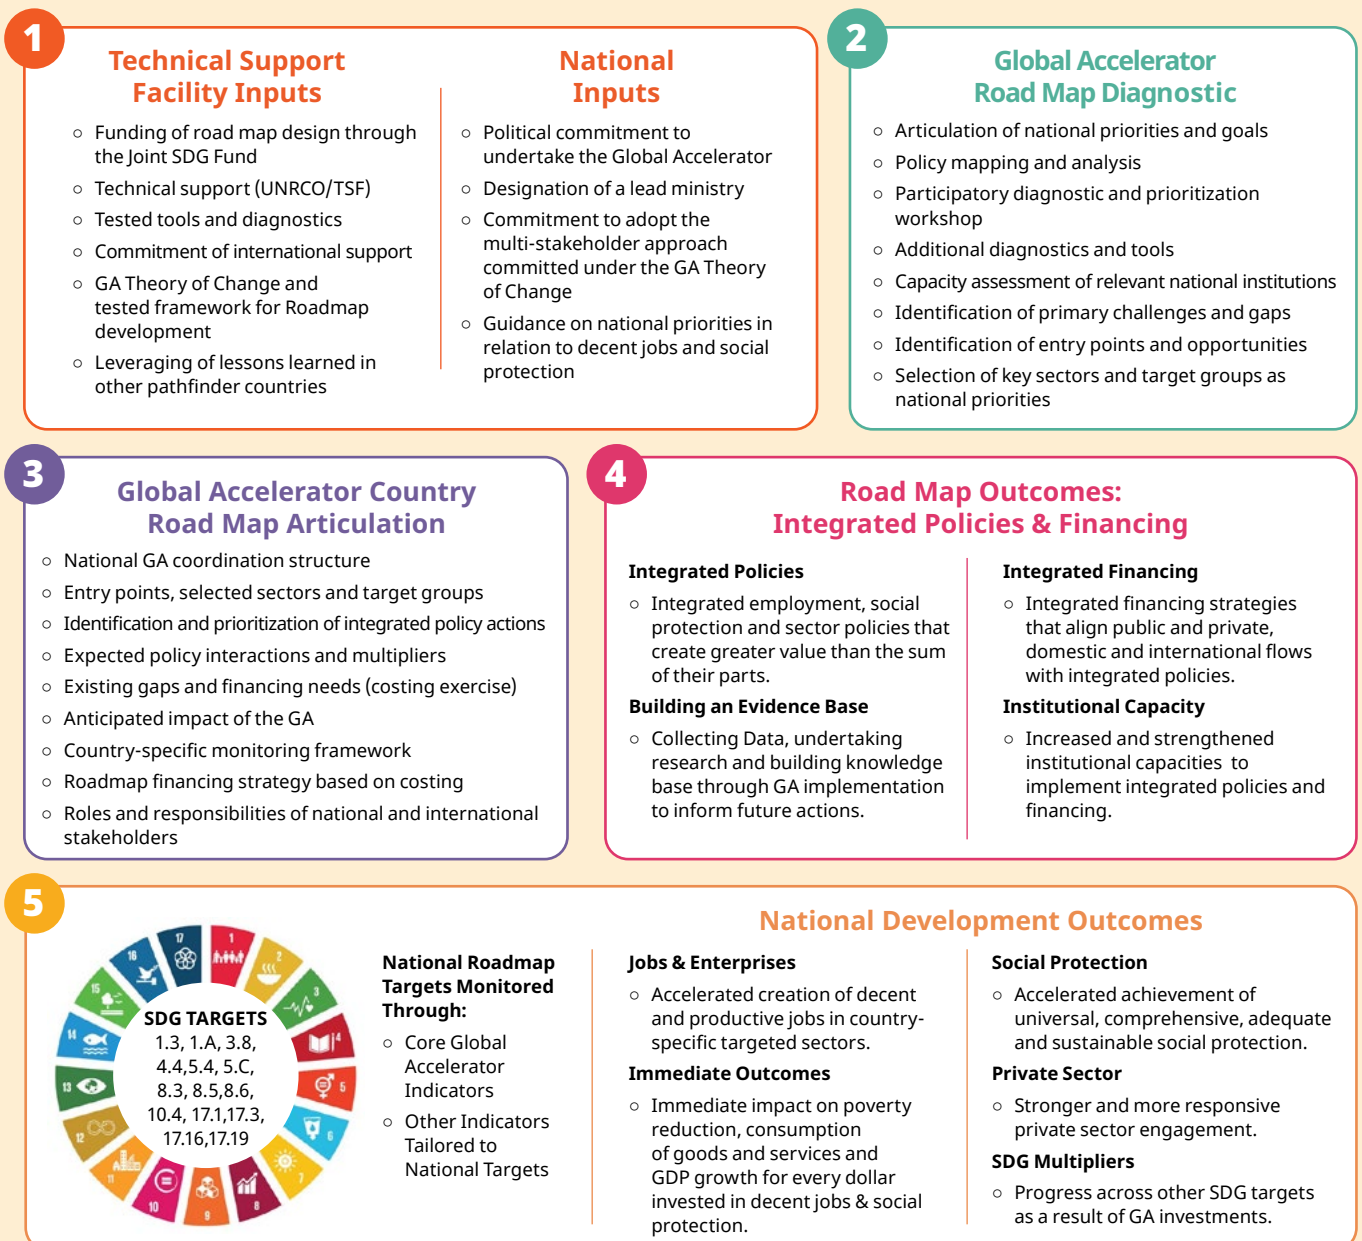 1
Technical Support
Facility Inputs
○ Funding of road map design through
the Joint SDG Fund
○ Technical support (UNRCO/TSF)
○ Tested tools and diagnostics
○ Commitment of international support
○ GA Theory of Change and
tested framework for Roadmap
development
○ Leveraging of lessons learned in
other pathfinder countries
National
Inputs
○ Political commitment to
undertake the Global Accelerator
○ Designation of a lead ministry
○ Commitment to adopt the
multi-stakeholder approach
committed under the GA Theory
of Change
○ Guidance on national priorities in
relation to decent jobs and social
protection
2
Global Accelerator
Road Map Diagnostic
○ Articulation of national priorities and goals
○ Policy mapping and analysis
○ Participatory diagnostic and prioritization
workshop
○ Additional diagnostics and tools
○ Capacity assessment of relevant national institutions
○ Identification of primary challenges and gaps
○ Identification of entry points and opportunities
○ Selection of key sectors and target groups as
national priorities
3
Global Accelerator Country
Road Map Articulation
○ National GA coordination structure
○ Entry points, selected sectors and target groups
○ Identification and prioritization of integrated policy actions
○ Expected policy interactions and multipliers
○ Existing gaps and financing needs (costing exercise)
○ Anticipated impact of the GA
○ Country-specific monitoring framework
○ Roadmap financing strategy based on costing
○ Roles and responsibilities of national and international
stakeholders
4
Road Map Outcomes:
Integrated Policies & Financing
Integrated Policies
○ Integrated employment, social
protection and sector policies that
create greater value than the sum
of their parts.
Building an Evidence Base
○ Collecting Data, undertaking
research and building knowledge
base through GA implementation
to inform future actions.
Integrated Financing
○ Integrated financing strategies
that align public and private,
domestic and international flows
with integrated policies.
Institutional Capacity
○ Increased and strengthened
institutional capacities to
implement integrated policies and
financing.
5
1
2
3
4
5
6
7
8
9
10
11
12
13
14
15
16
17
SDG TARGETS
1.3, 1.A, 3.8,
4.4,5.4, 5.C,
8.3, 8.5,8.6,
10.4, 17.1,17.3,
17.16,17.19
National Roadmap
Targets Monitored
Through:
○ Core Global
Accelerator
Indicators
○ Other Indicators
Tailored to
National Targets
National Development Outcomes
Jobs & Enterprises
○ Accelerated creation of decent
and productive jobs in country-
specific targeted sectors.
Immediate Outcomes
○ Immediate impact on poverty
reduction, consumption
of goods and services and
GDP growth for every dollar
invested in decent jobs & social
protection.
Social Protection
○ Accelerated achievement of
universal, comprehensive, adequate
and sustainable social protection.
Private Sector
○ Stronger and more responsive
private sector engagement.
SDG Multipliers
○ Progress across other SDG targets
as a result of GA investments.